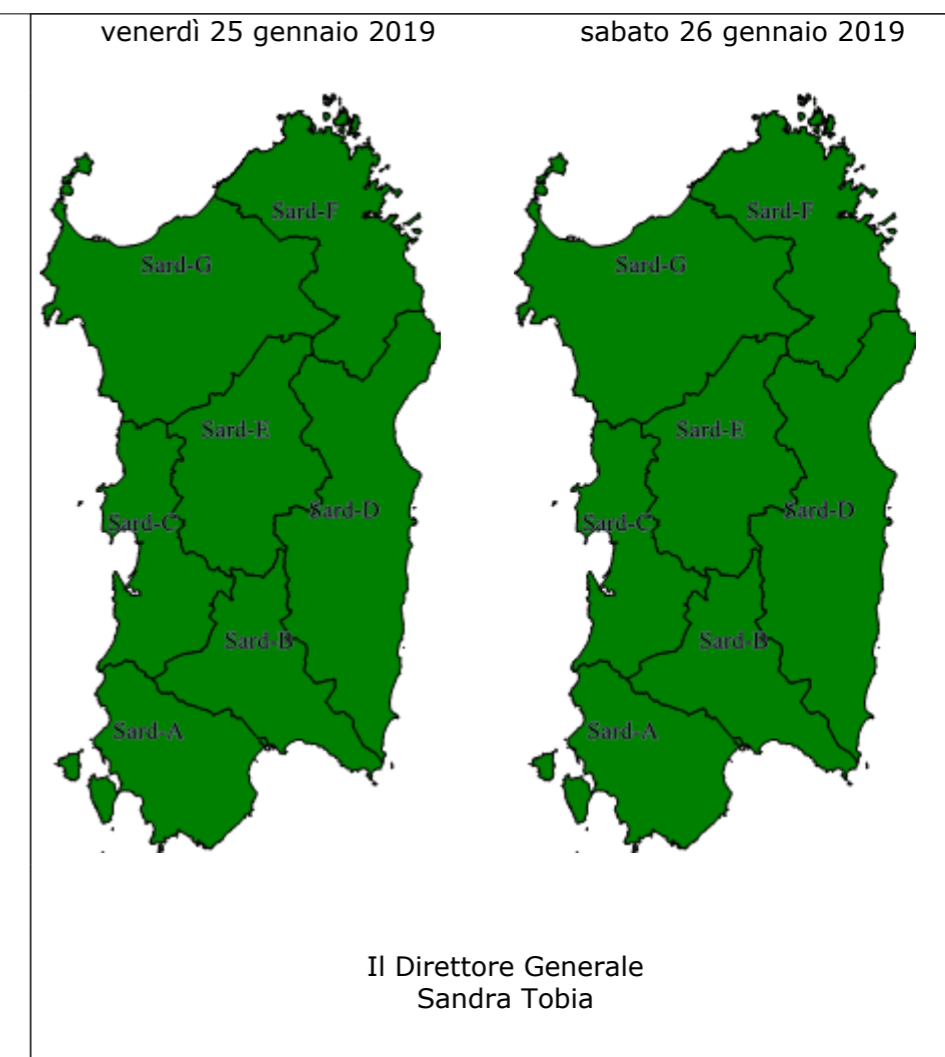 venerdì 25 gennaio 2019
sabato 26 gennaio 2019
Sard-F
Sard-G
Sard-E
Sard-D
Sard-C
Sard-B
Sard-A
Sard-F
Sard-G
Sard-E
Sard-D
Sard-C
Sard-B
Sard-A
Il Direttore Generale
Sandra Tobia